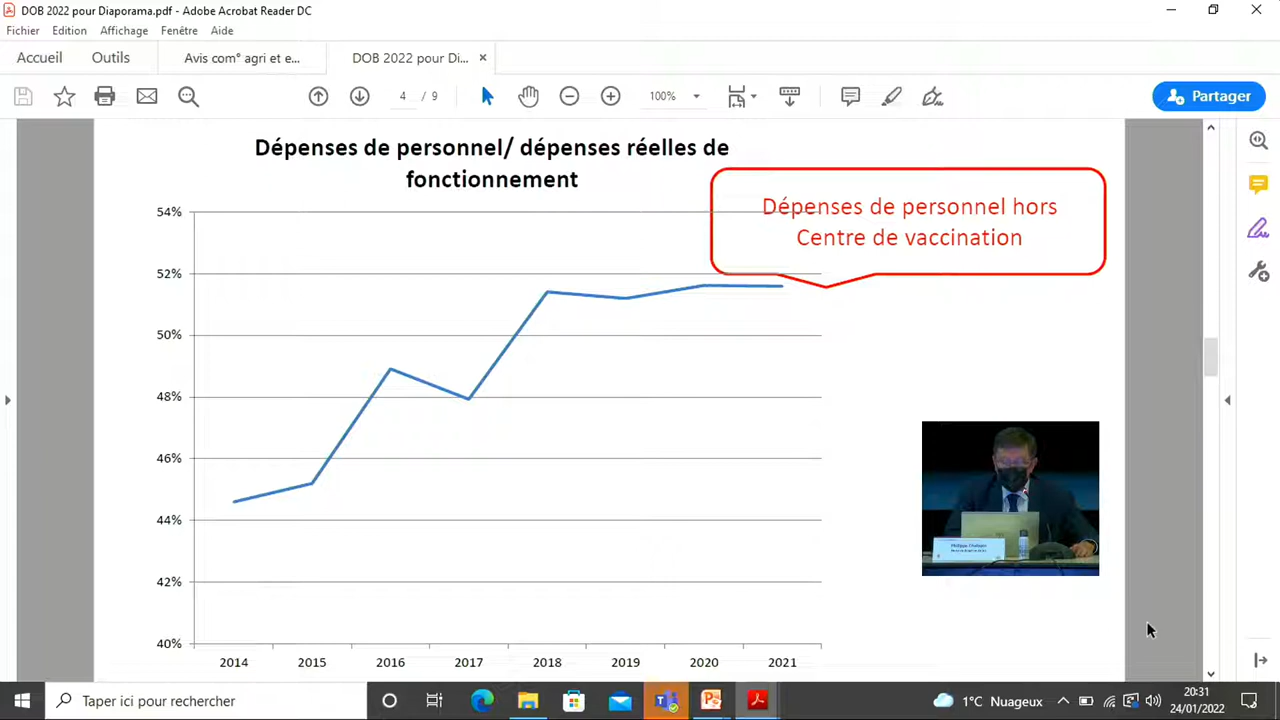 DOB 2022 pour Diaporama.pdf - Adobe Acrobat Reader DC
Fichier Edition Affichage Fenêtre Aide
Accueil Outils Avis com° agri et e... DOB 2022 pour Di... ×
4 / 9 100% Partager
Dépenses de personnel/ dépenses réelles de
fonctionnement
Dépenses de personnel hors
Centre de vaccination
54%
52%
50%
48%
46%
44%
42%
40%
2014 2015 2016 2017 2018 2019 2020 2021
Taper ici pour rechercher
1°C Nuageux
20:31
24/01/2022